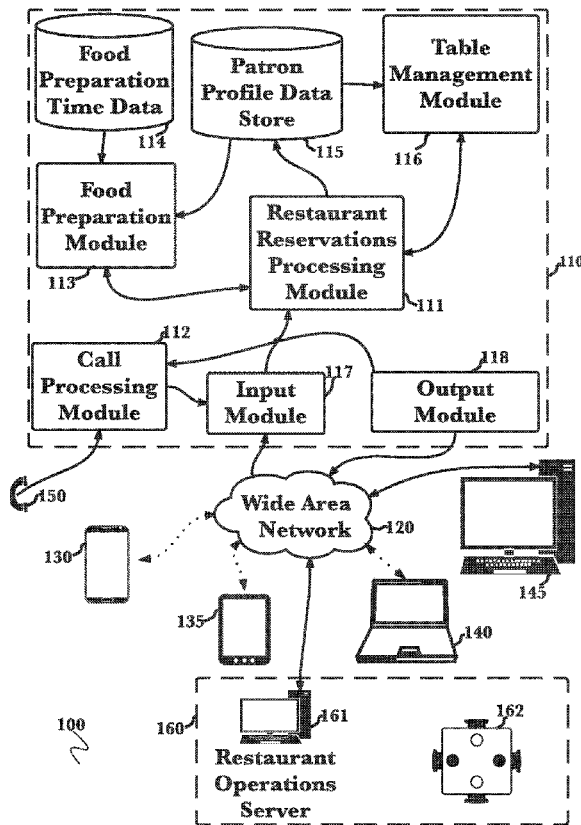 Food
Preparation
Time Data
114
Patron
Profile Data
Store
115
Table
Management
Module
116
Food
Preparation
Module
113
Restaurant
Reservations
Processing
Module
111
110
112
Call
Processing
Module
117
Input
Module
118
Output
Module
150
Wide Area
Network
120
130
135
140
145
100
160
161
162
Restaurant
Operations
Server